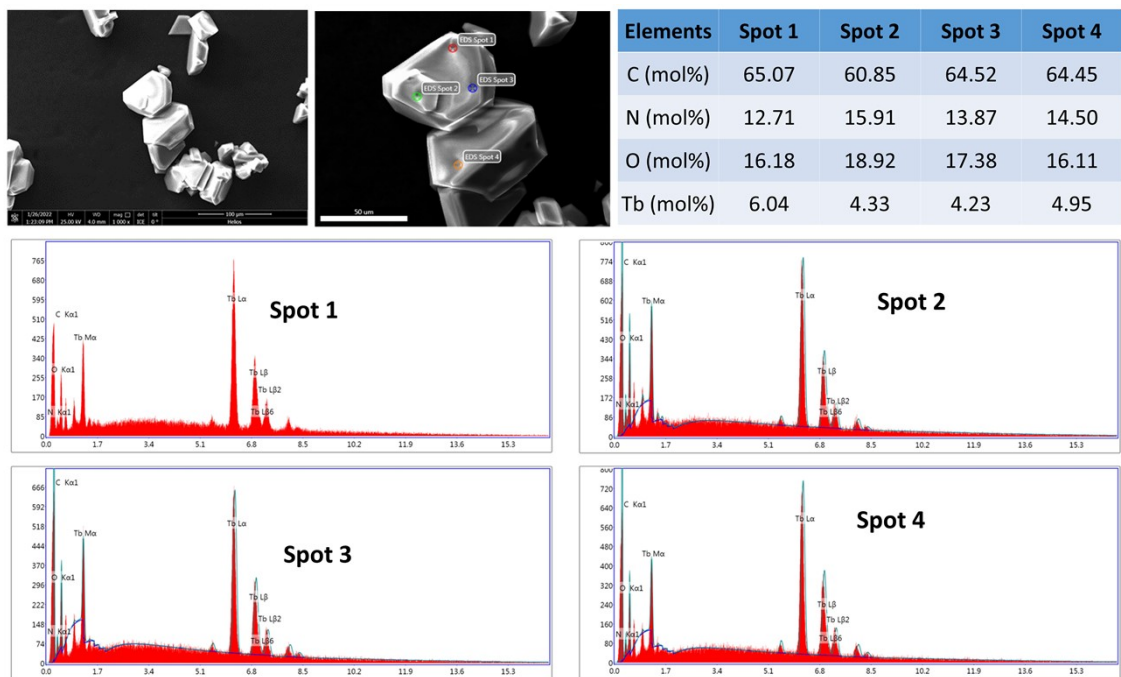 1/26/2022 HV WD mag det SR 100 µm
1:23:09 PM 25.00 kV 4.0 mm 1 000 x ICE 0 ° Helios
EDS Spot 1
EDS Spot 3
EDS Spot 2
EDS Spot 4
50 um
Elements Spot 1 Spot 2 Spot 3 Spot 4
C (mol%) 65.07 60.85 64.52 64.45
N (mol%) 12.71 15.91 13.87 14.50
O (mol%) 16.18 18.92 17.38 16.11
Tb (mol%) 6.04 4.33 4.23 4.95
Spot 1
765
680
595
510
425
340
255
170
85
0
C Kα1
Tb Mα
O Kα1
N Kα1
Tb Lα
Tb Lβ
Tb Lβ2
Tb Lβ6
0.0 1.7 3.4 5.1 6.8 8.5 10.2 11.9 13.6 15.3
Spot 2
774
688
602
516
430
344
258
172
86
0
C Kα1
Tb Mα
O Kα1
N Kα1
Tb Lα
Tb Lβ
Tb Lβ2
Tb Lβ6
0.0 1.7 3.4 5.1 6.8 8.5 10.2 11.9 13.6 15.3
Spot 3
666
592
518
444
370
296
222
148
74
0
C Kα1
Tb Mα
O Kα1
N Kα1
Tb Lα
Tb Lβ
Tb Lβ2
Tb Lβ6
0.0 1.7 3.4 5.1 6.8 8.5 10.2 11.9 13.6 15.3
Spot 4
800
720
640
560
480
400
320
240
160
80
0
C Kα1
Tb Mα
O Kα1
N Kα1
Tb Lα
Tb Lβ
Tb Lβ2
Tb Lβ6
0.0 1.7 3.4 5.1 6.8 8.5 10.2 11.9 13.6 15.3